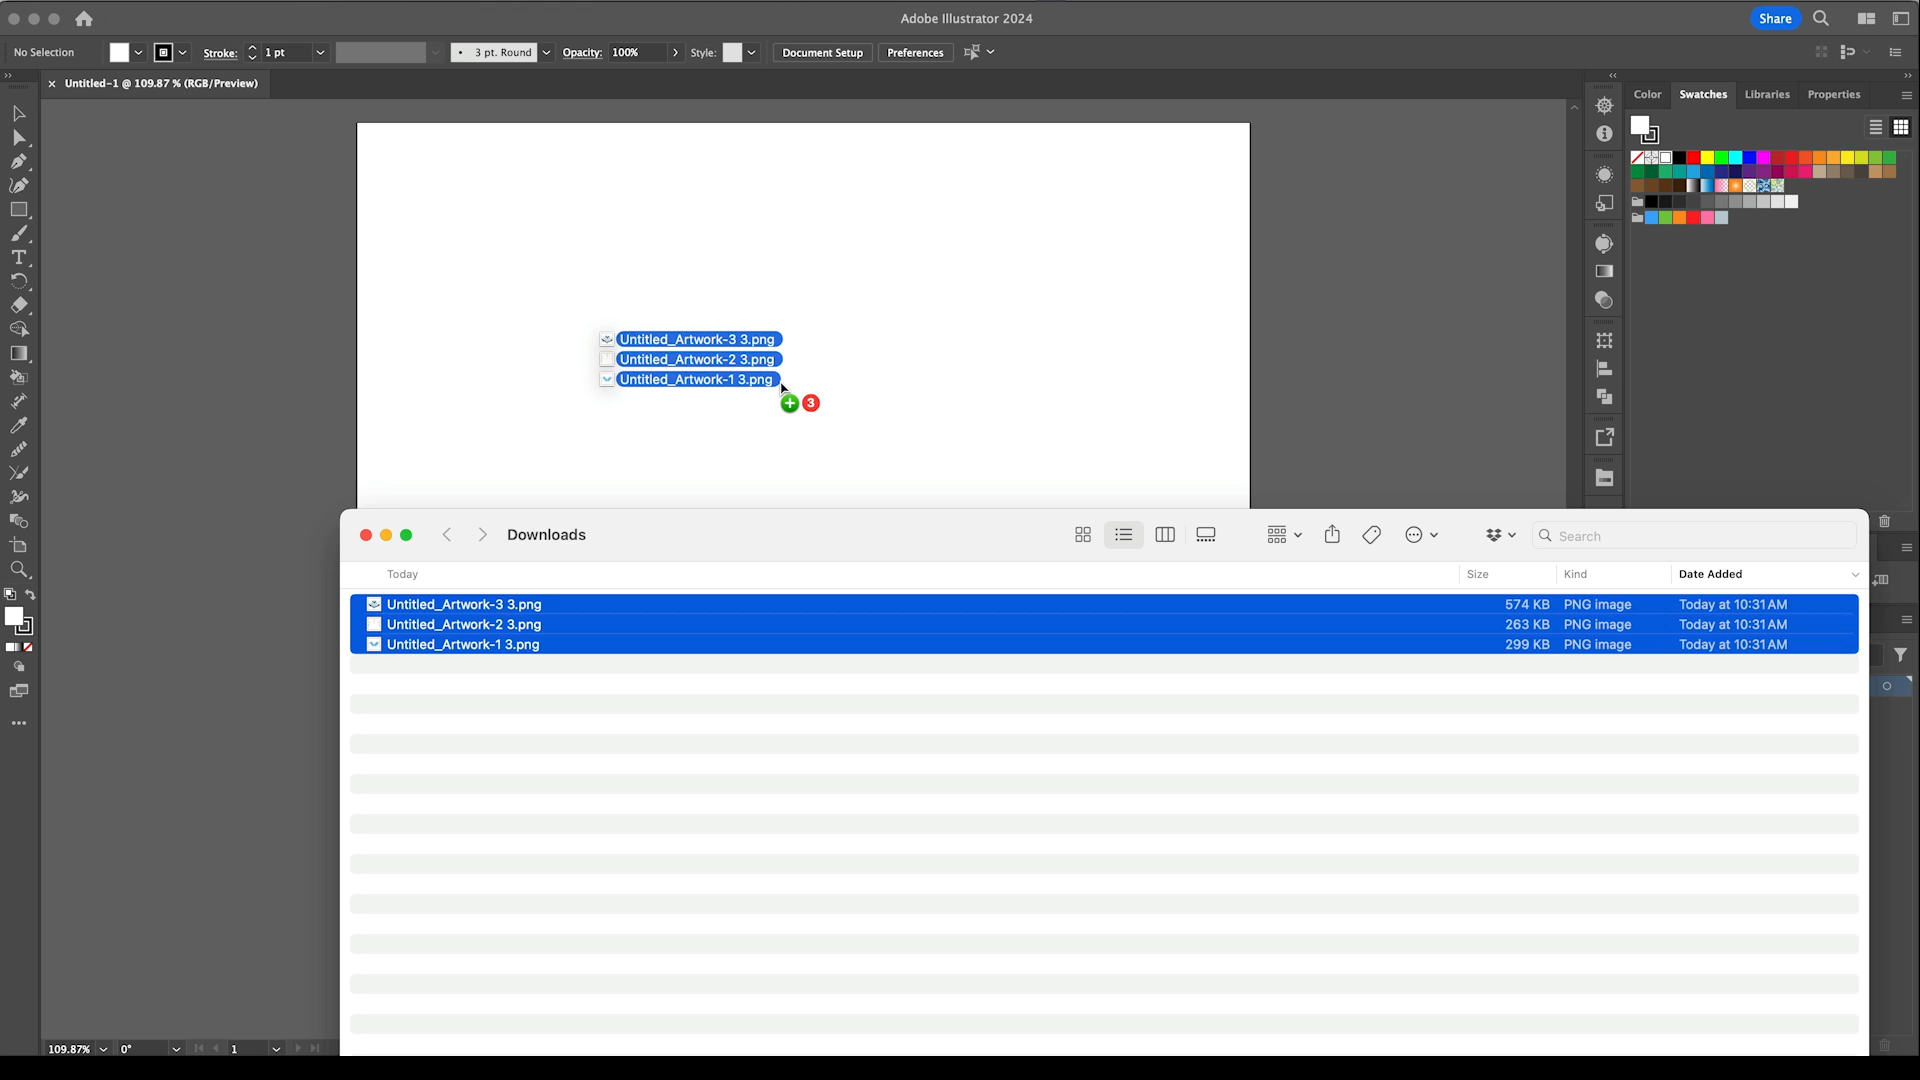 Adobe Illustrator 2024
Share
No Selection
Stroke:
1 pt
3 pt. Round
Opacity:
100%
Style:
Document Setup
Preferences
Untitled-1 @ 109.87 % (RGB/Preview)
Color
Swatches
Libraries
Properties
Untitled_Artwork-3 3.png
Untitled_Artwork-2 3.png
Untitled_Artwork-1 3.png
3
Downloads
Search
Today
Size
Kind
Date Added
Untitled_Artwork-3 3.png 574 KB PNG image Today at 10:31 AM
Untitled_Artwork-2 3.png 263 KB PNG image Today at 10:31 AM
Untitled_Artwork-1 3.png 299 KB PNG image Today at 10:31 AM
109.87%
0°
1